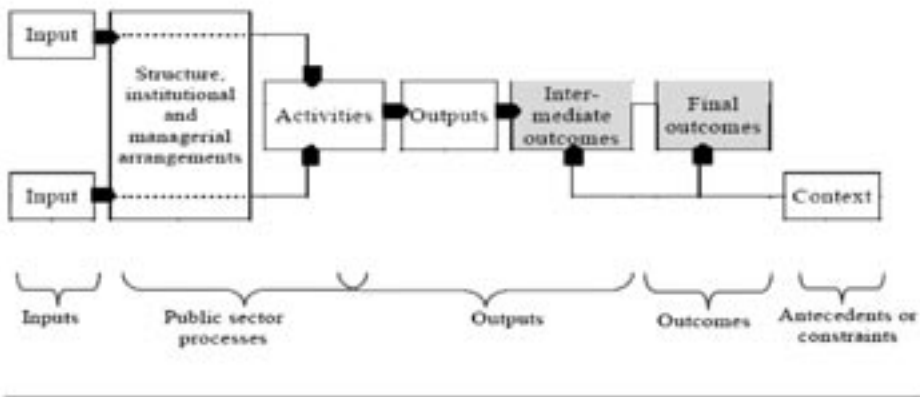 Input
Structure,
institutional
and
managerial
arrangements
Input
Activities
Outputs
Inter-
mediate
outcomes
Final
outcomes
Context
Inputs
Public sector
processes
Outputs
Outcomes
Antecedents or
constraints